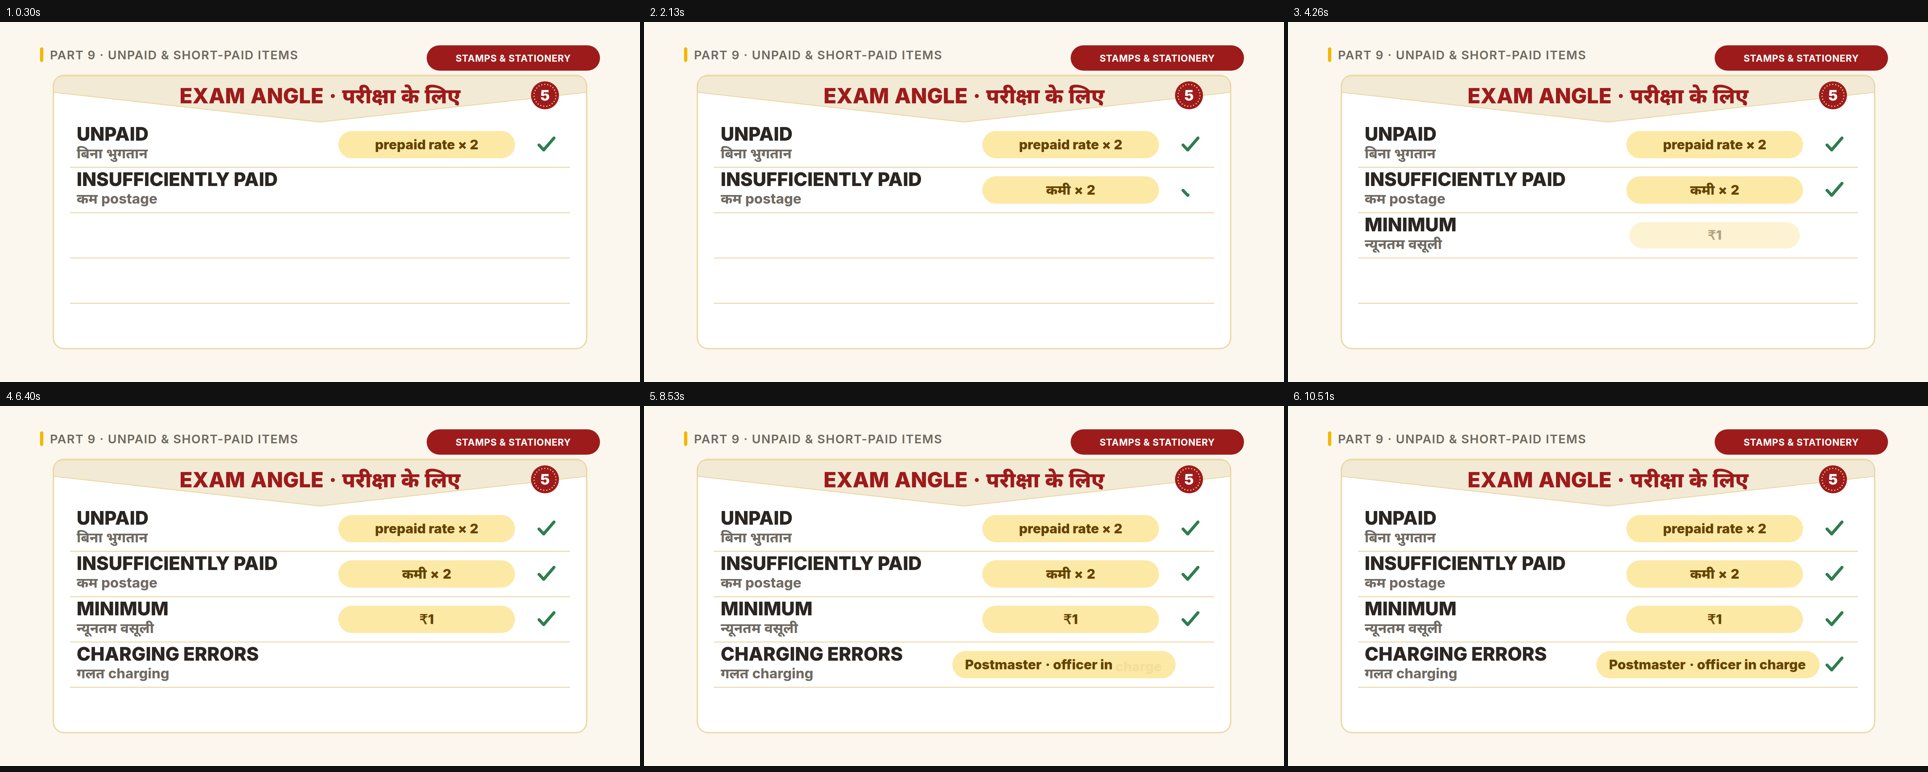 1. 0.30s
PART 9 · UNPAID & SHORT-PAID ITEMS
STAMPS & STATIONERY
EXAM ANGLE · परीक्षा के लिए
5
UNPAID
बिना भुगतान
prepaid rate × 2
INSUFFICIENTLY PAID
कम postage
2. 2.13s
PART 9 · UNPAID & SHORT-PAID ITEMS
STAMPS & STATIONERY
EXAM ANGLE · परीक्षा के लिए
5
UNPAID
बिना भुगतान
prepaid rate × 2
INSUFFICIENTLY PAID
कम postage
कमी × 2
3. 4.26s
PART 9 · UNPAID & SHORT-PAID ITEMS
STAMPS & STATIONERY
EXAM ANGLE · परीक्षा के लिए
5
UNPAID
बिना भुगतान
prepaid rate × 2
INSUFFICIENTLY PAID
कम postage
कमी × 2
MINIMUM
न्यूनतम वसूली
₹1
4. 6.40s
PART 9 · UNPAID & SHORT-PAID ITEMS
STAMPS & STATIONERY
EXAM ANGLE · परीक्षा के लिए
5
UNPAID
बिना भुगतान
prepaid rate × 2
INSUFFICIENTLY PAID
कम postage
कमी × 2
MINIMUM
न्यूनतम वसूली
₹1
CHARGING ERRORS
गलत charging
5. 8.53s
PART 9 · UNPAID & SHORT-PAID ITEMS
STAMPS & STATIONERY
EXAM ANGLE · परीक्षा के लिए
5
UNPAID
बिना भुगतान
prepaid rate × 2
INSUFFICIENTLY PAID
कम postage
कमी × 2
MINIMUM
न्यूनतम वसूली
₹1
CHARGING ERRORS
गलत charging
Postmaster · officer in charge
6. 10.51s
PART 9 · UNPAID & SHORT-PAID ITEMS
STAMPS & STATIONERY
EXAM ANGLE · परीक्षा के लिए
5
UNPAID
बिना भुगतान
prepaid rate × 2
INSUFFICIENTLY PAID
कम postage
कमी × 2
MINIMUM
न्यूनतम वसूली
₹1
CHARGING ERRORS
गलत charging
Postmaster · officer in charge